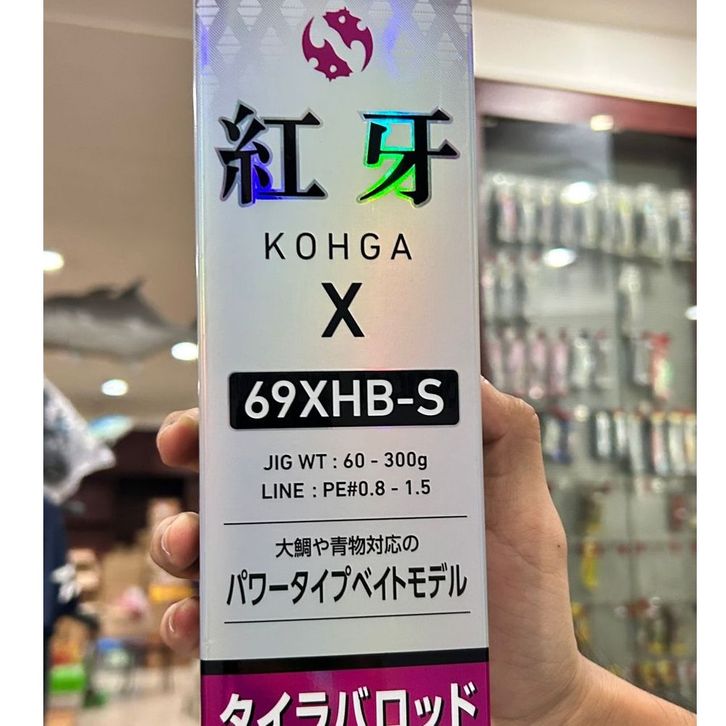 紅牙
KOHGA
X
69XHB-S
JIG WT : 60 - 300g
LINE : PE#0.8 - 1.5
大鯛や青物対応の
パワータイプベイトモデル
タイラバロッド